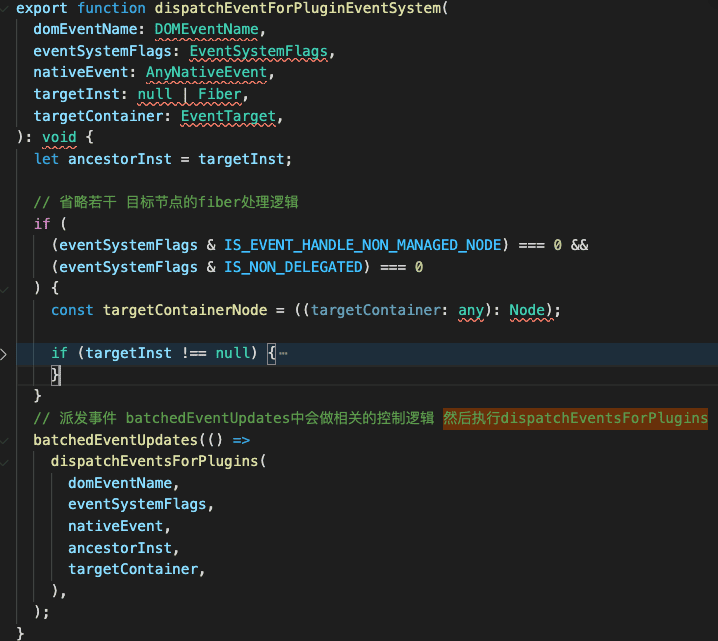 export function dispatchEventForPluginEventSystem(
  domEventName: DOMEventName,
  eventSystemFlags: EventSystemFlags,
  nativeEvent: AnyNativeEvent,
  targetInst: null | Fiber,
  targetContainer: EventTarget,
): void {
  let ancestorInst = targetInst;

  // 省略若干 目标节点的fiber处理逻辑
  if (
    (eventSystemFlags & IS_EVENT_HANDLE_NON_MANAGED_NODE) === 0 &&
    (eventSystemFlags & IS_NON_DELEGATED) === 0
  ) {
    const targetContainerNode = ((targetContainer: any): Node);

    if (targetInst !== null) {⋯
    }
  }
  // 派发事件 batchedEventUpdates中会做相关的控制逻辑 然后执行dispatchEventsForPlugins
  batchedEventUpdates(() =>
    dispatchEventsForPlugins(
      domEventName,
      eventSystemFlags,
      nativeEvent,
      ancestorInst,
      targetContainer,
    ),
  );
}